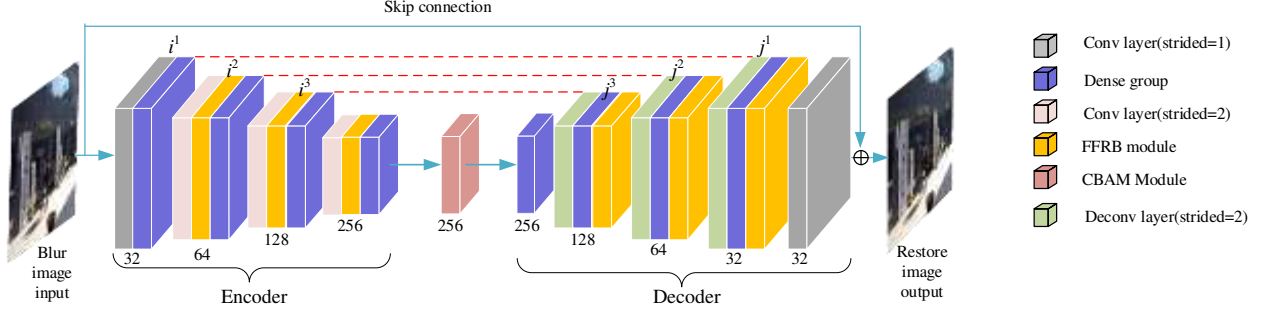 Skip connection
i1
i2
i3
j3
j2
j1
Conv layer(strided=1)
Dense group
Conv layer(strided=2)
FFRB module
CBAM Module
Deconv layer(strided=2)
Blur
image
input
32
64
128
256
256
256
128
64
32
32
Restore
image
output
Encoder
Decoder